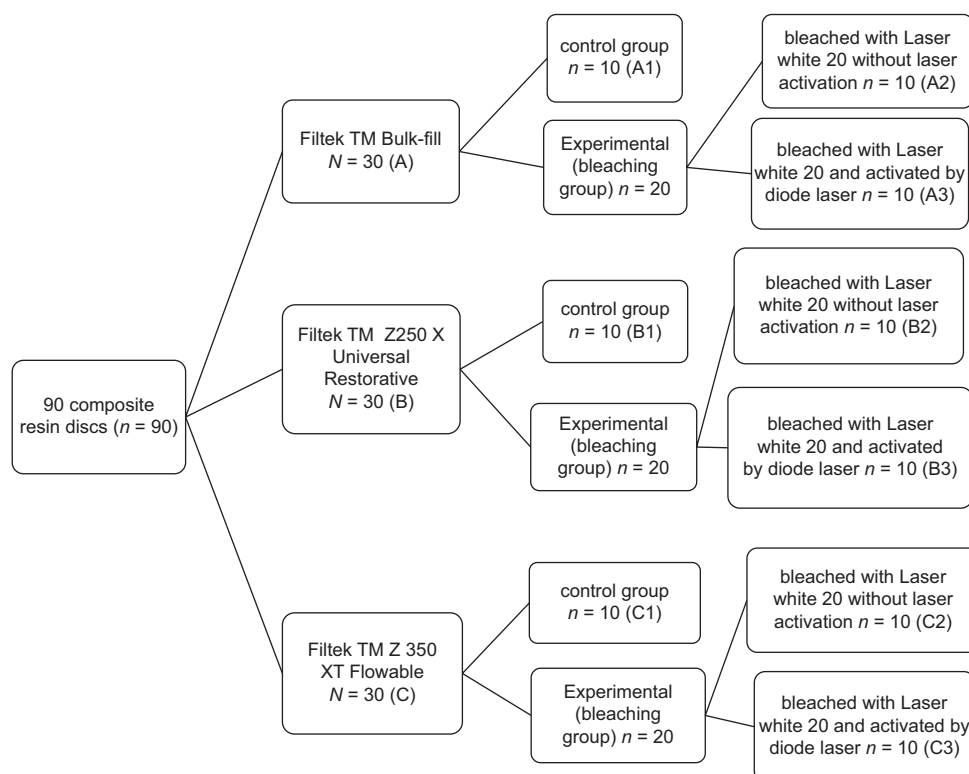 90 composite
resin discs (n = 90)
Filtek TM Bulk-fill
N = 30 (A)
control group
n = 10 (A1)
Experimental
(bleaching
group) n = 20
bleached with Laser
white 20 without laser
activation n = 10 (A2)
bleached with Laser
white 20 and activated by
diode laser n = 10 (A3)
Filtek TM Z250 X
Universal
Restorative
N = 30 (B)
control group
n = 10 (B1)
Experimental
(bleaching
group) n = 20
bleached with Laser
white 20 without laser
activation n = 10 (B2)
bleached with Laser
white 20 and activated
by diode laser n = 10 (B3)
Filtek TM Z 350
XT Flowable
N = 30 (C)
control group
n = 10 (C1)
Experimental
(bleaching
group) n = 20
bleached with Laser
white 20 without laser
activation n = 10 (C2)
bleached with Laser
white 20 and activated by
diode laser n = 10 (C3)